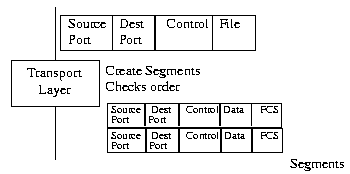 Source Port Dest Port Control File
Transport Layer
Create Segments
Checks order
Source Port Dest Port Control Data FCS
Source Port Dest Port Control Data FCS
Segments